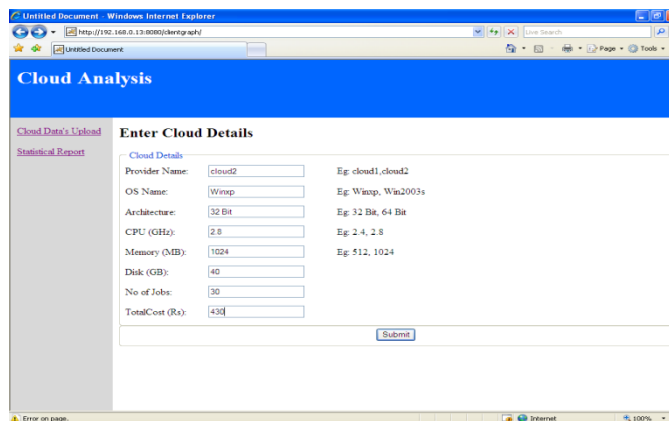 Untitled Document - Windows Internet Explorer
http://192.168.0.13:8080/clientgraph/
Live Search
Untitled Document
Page
Tools
Cloud Analysis
Cloud Data's Upload
Statistical Report
Enter Cloud Details
Cloud Details
Provider Name: cloud2 Eg: cloud1,cloud2
OS Name: Winxp Eg: Winxp, Win2003s
Architecture: 32 Bit Eg: 32 Bit, 64 Bit
CPU (GHz): 2.8 Eg: 2.4, 2.8
Memory (MB): 1024 Eg: 512, 1024
Disk (GB): 40
No of Jobs: 30
TotalCost (Rs): 430
Submit
Error on page.
Internet
100%